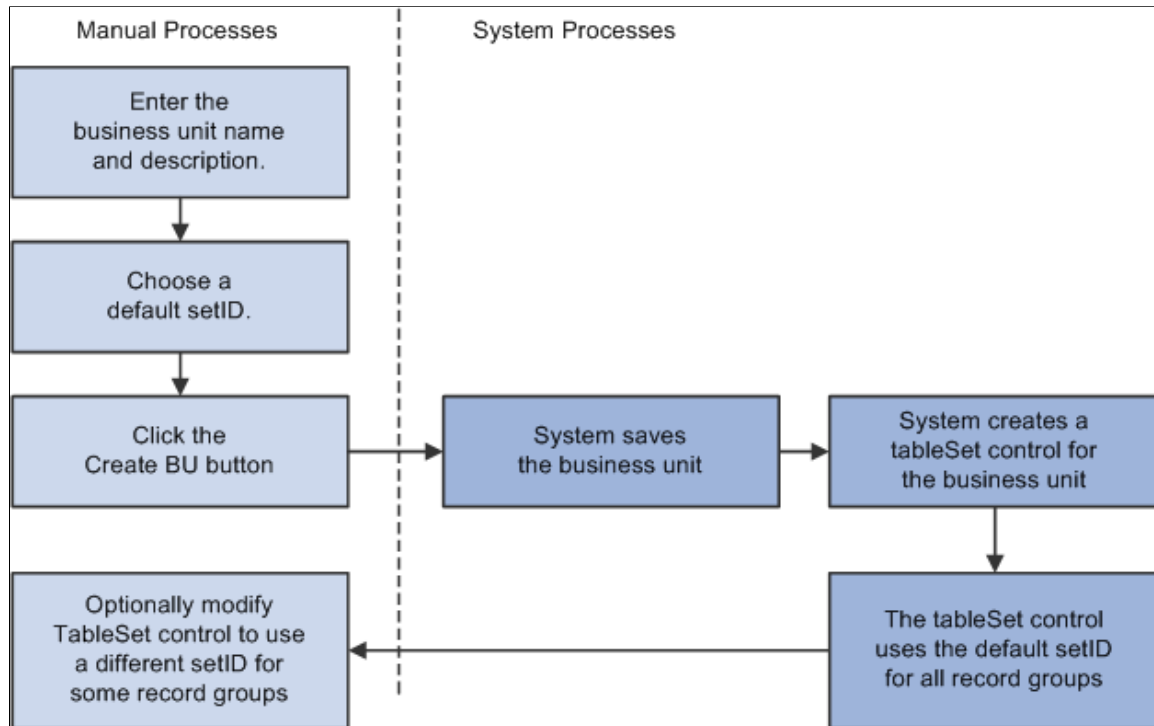 Manual Processes
System Processes
Enter the
business unit name
and description.
Choose a
default setID.
Click the
Create BU button
System saves
the business unit
System creates a
tableSet control for
the business unit
The tableSet control
uses the default setID
for all record groups
Optionally modify
TableSet control to use
a different setID for
some record groups